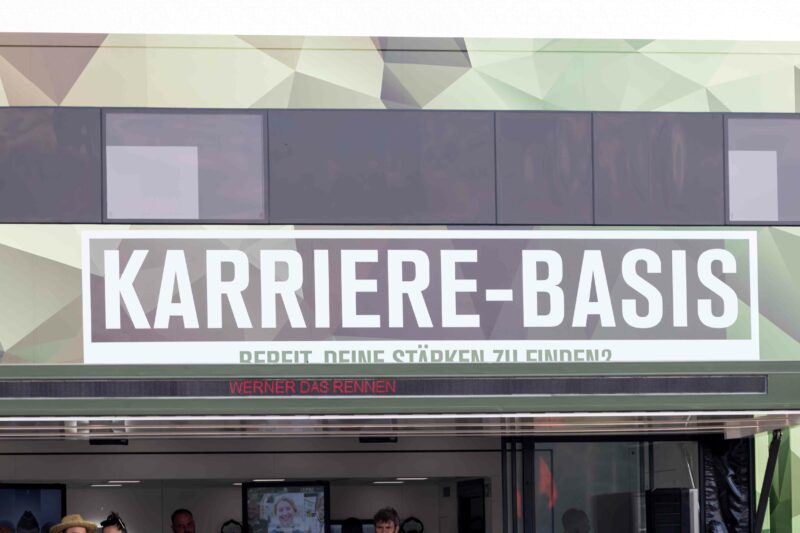 KARRIERE-BASIS
BEREIT, DEINE STÄRKEN ZU FINDEN?
WERNER DAS RENNEN